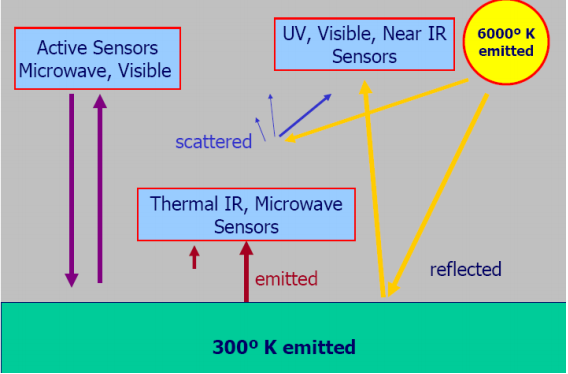 Active Sensors
Microwave, Visible
UV, Visible, Near IR
Sensors
6000º K
emitted
scattered
Thermal IR, Microwave
Sensors
emitted
reflected
300º K emitted